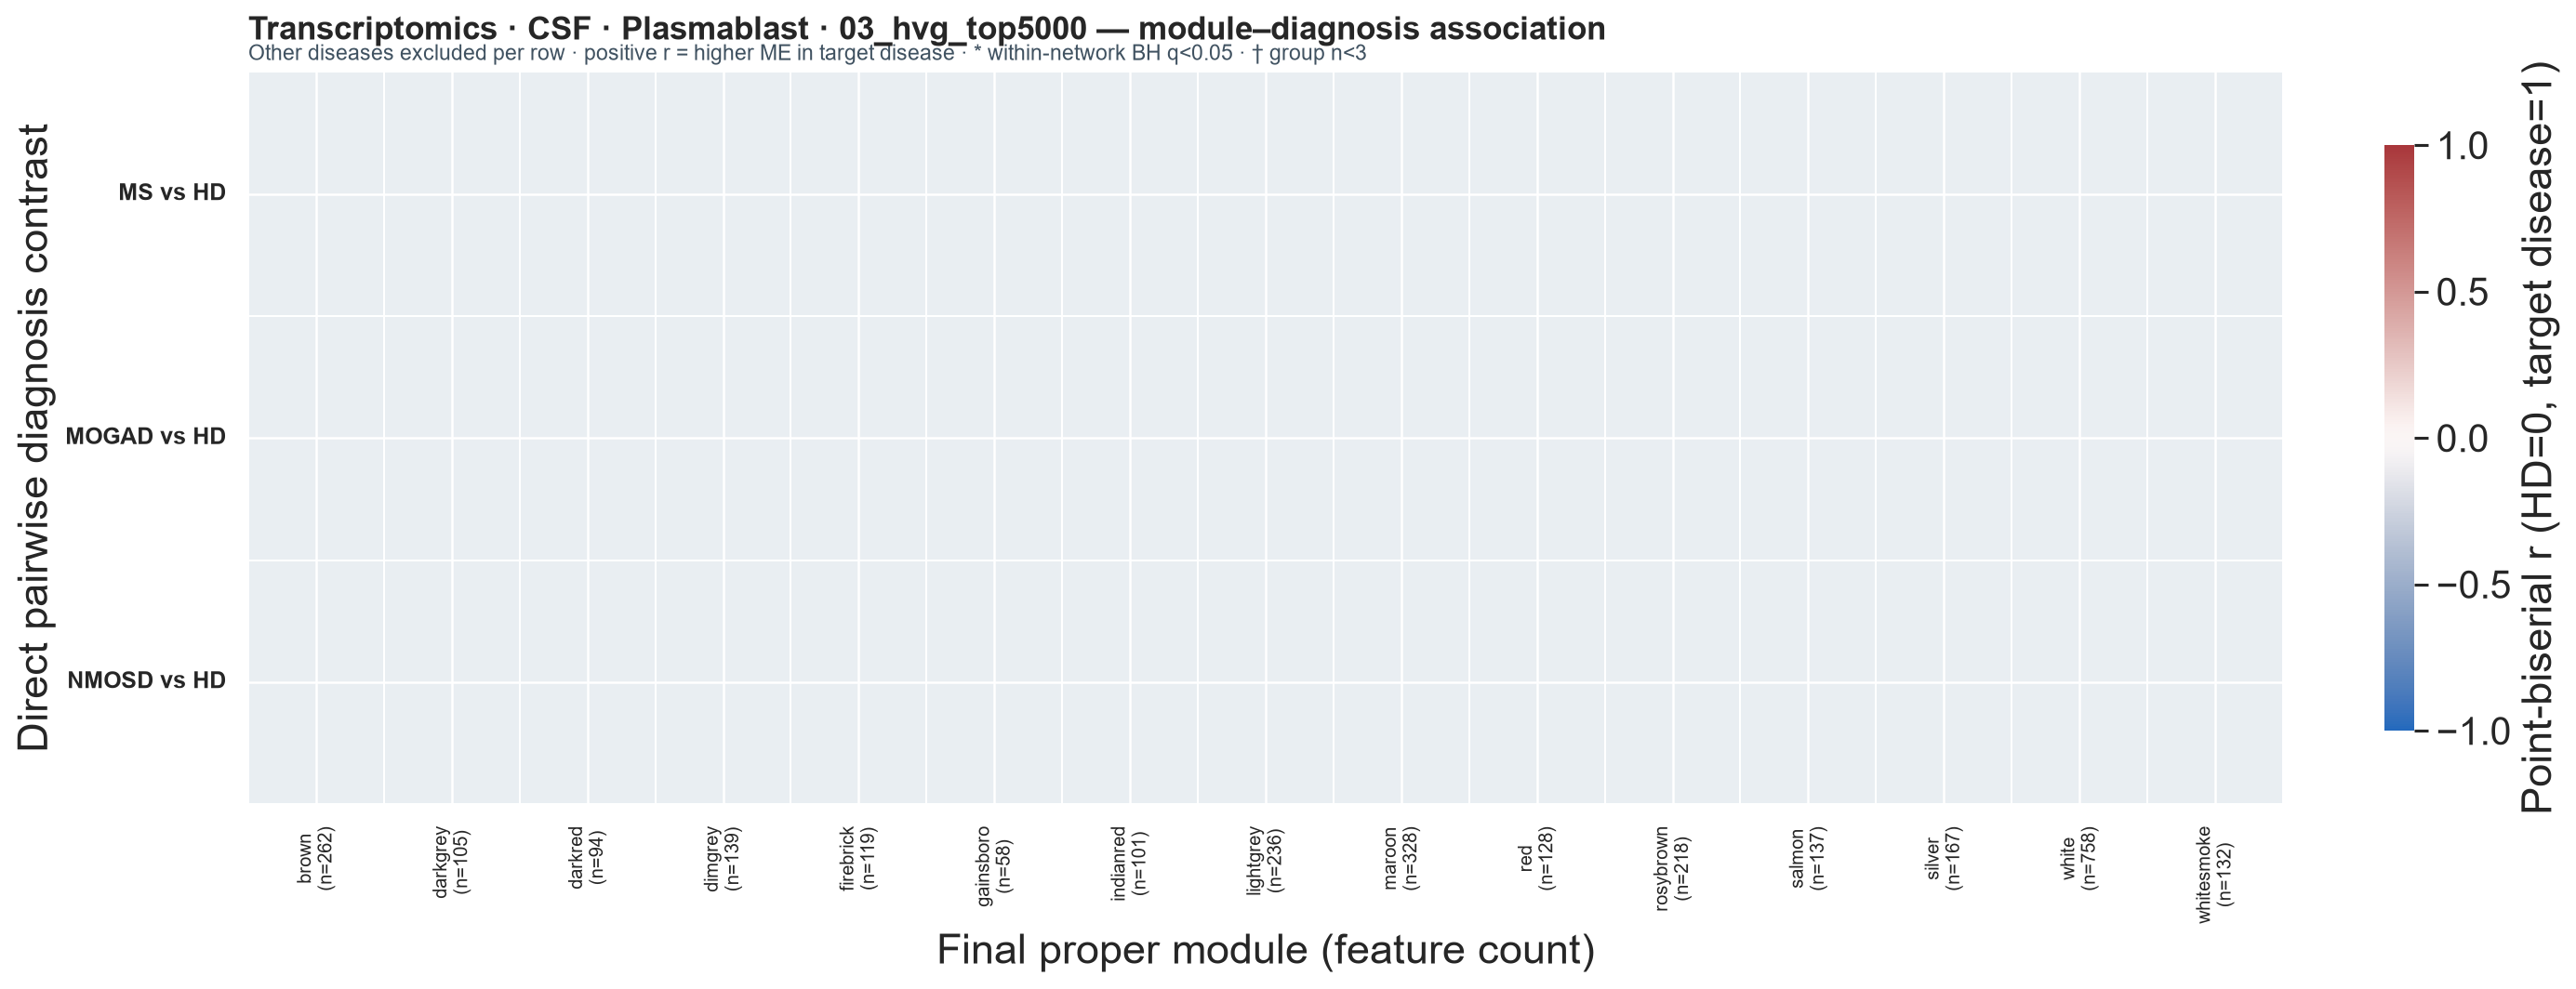 Transcriptomics · CSF · Plasmablast · 03_hvg_top5000 — module–diagnosis association
Other diseases excluded per row · positive r = higher ME in target disease · * within-network BH q<0.05 · † group n<3
Direct pairwise diagnosis contrast
MS vs HD
MOGAD vs HD
NMOSD vs HD
brown
(n=262)
darkgrey
(n=105)
darkred
(n=94)
dimgrey
(n=139)
firebrick
(n=119)
gainsboro
(n=58)
indianred
(n=101)
lightgrey
(n=236)
maroon
(n=328)
red
(n=128)
rosybrown
(n=218)
salmon
(n=137)
silver
(n=167)
white
(n=758)
whitesmoke
(n=132)
Final proper module (feature count)
1.0
0.5
0.0
−0.5
−1.0
Point-biserial r (HD=0, target disease=1)